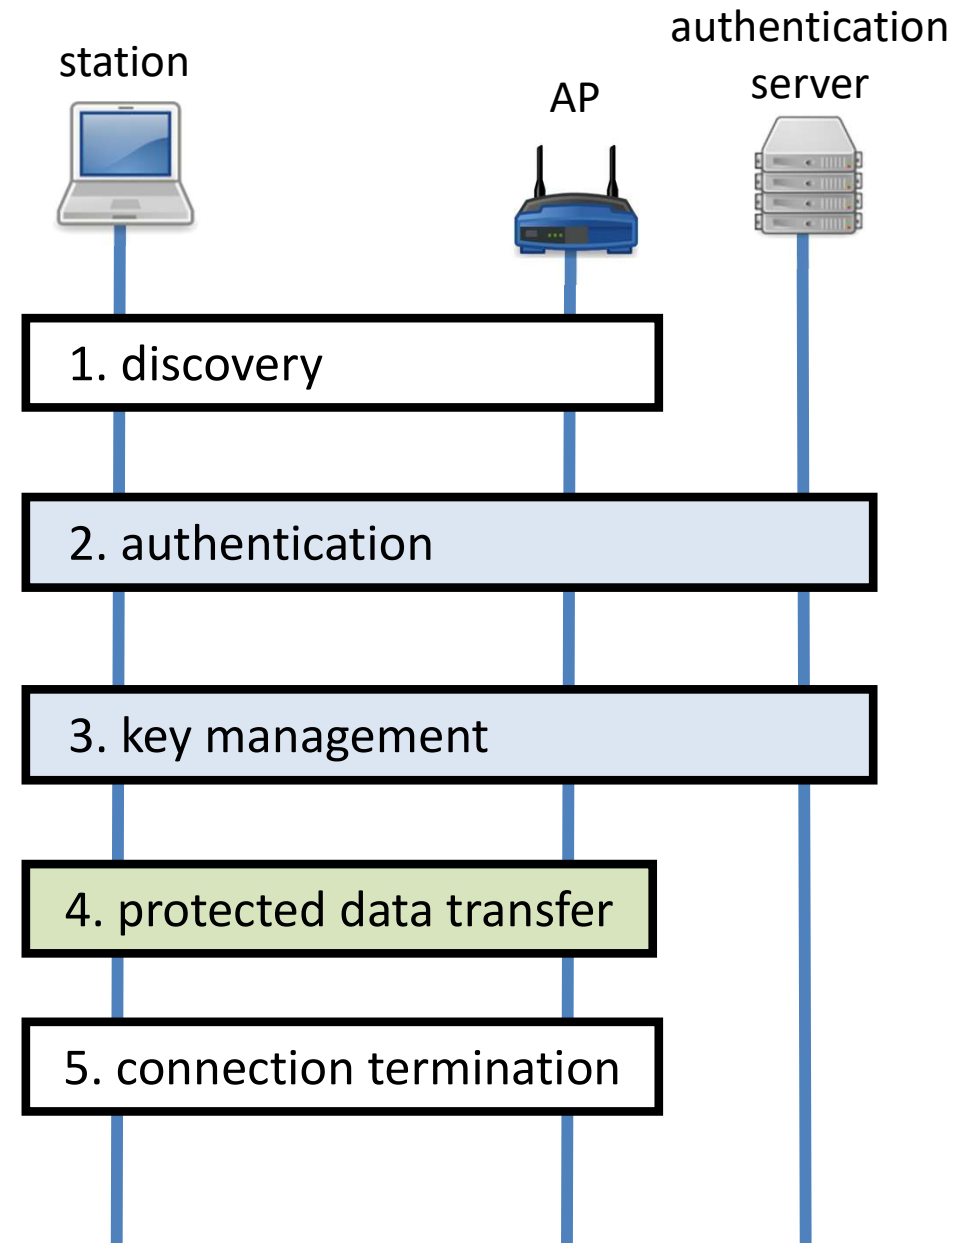 station
AP
authentication
server
1. discovery
2. authentication
3. key management
4. protected data transfer
5. connection termination